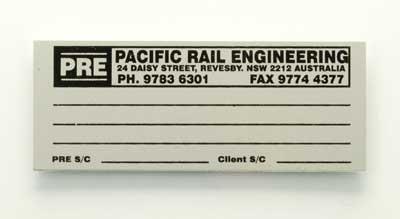 PRE
PACIFIC RAIL ENGINEERING
24 DAISY STREET, REVESBY. NSW 2212 AUSTRALIA
PH. 9783 6301 FAX 9774 4377
PRE S/C Client S/C